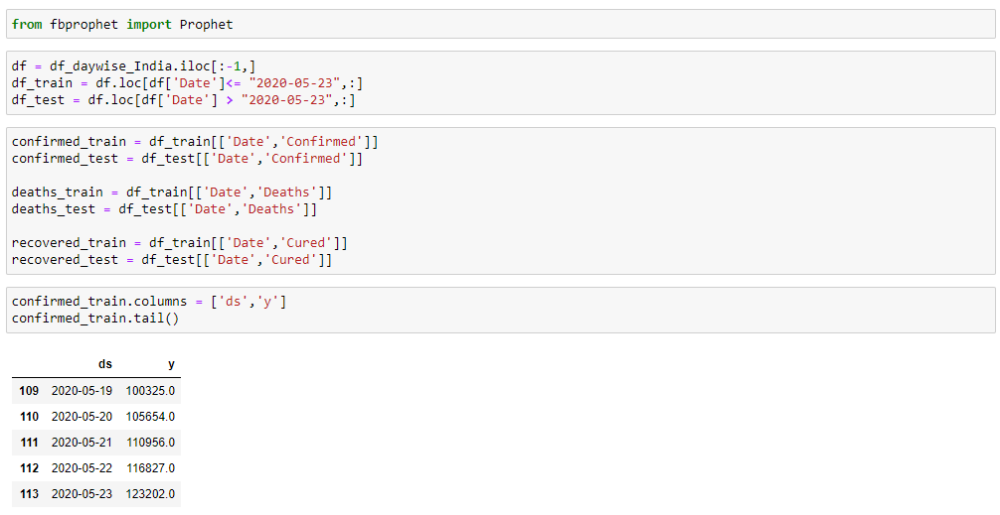 from fbprophet import Prophet
df = df_daywise_India.iloc[:-1,]
df_train = df.loc[df['Date']<= "2020-05-23",:]
df_test = df.loc[df['Date'] > "2020-05-23",:]
confirmed_train = df_train[['Date','Confirmed']]
confirmed_test = df_test[['Date','Confirmed']]
deaths_train = df_train[['Date','Deaths']]
deaths_test = df_test[['Date','Deaths']]
recovered_train = df_train[['Date','Cured']]
recovered_test = df_test[['Date','Cured']]
confirmed_train.columns = ['ds','y']
confirmed_train.tail()
ds y
109 2020-05-19 100325.0
110 2020-05-20 105654.0
111 2020-05-21 110956.0
112 2020-05-22 116827.0
113 2020-05-23 123202.0